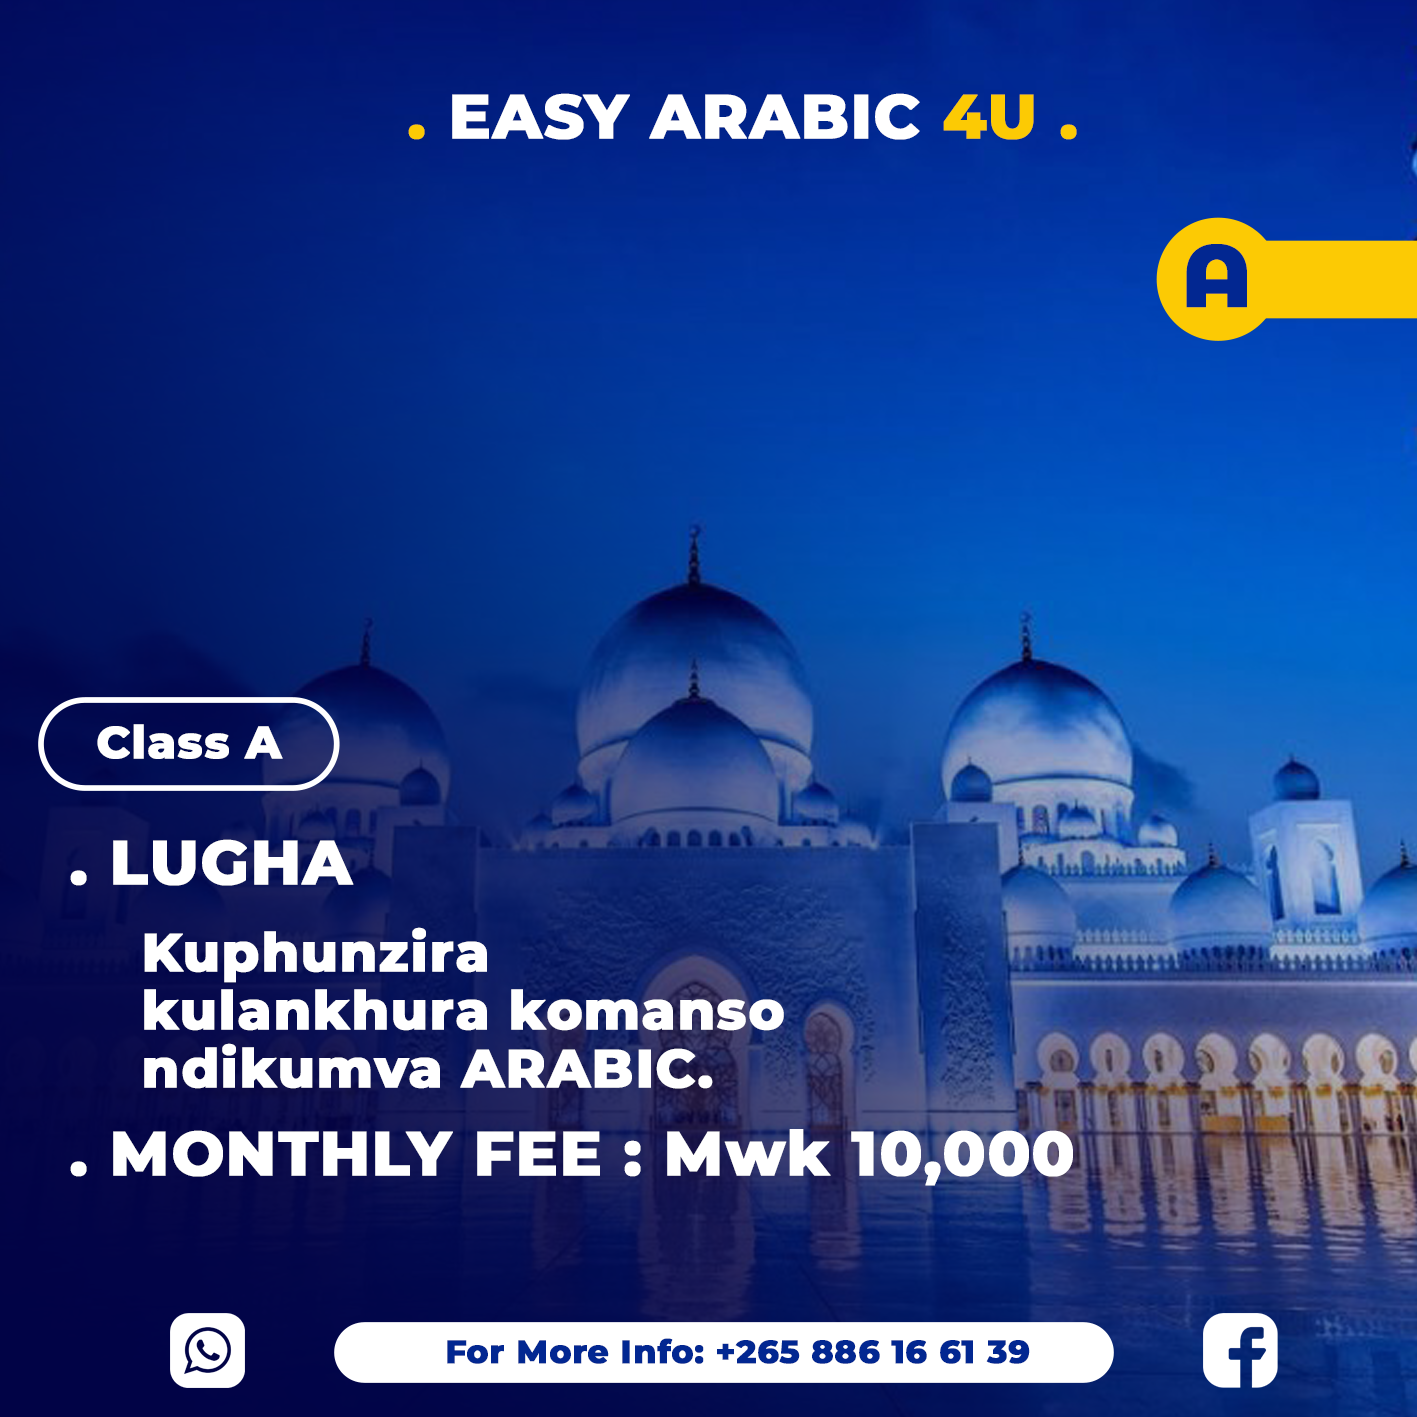 . EASY ARABIC 4U .
A
Class A
. LUGHA
Kuphunzira
kulankhura komanso
ndikumva ARABIC.
. MONTHLY FEE : Mwk 10,000
For More Info: +265 886 16 61 39